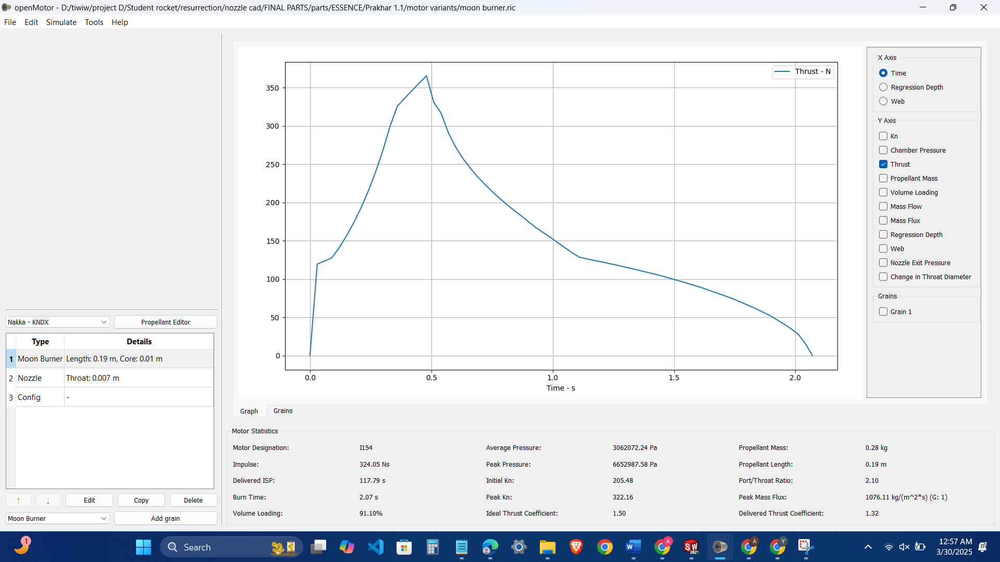 openMotor - D:/tiwiw/project D/Student rocket/resurrection/nozzle cad/FINAL PARTS/parts/ESSENCE/Prakhar 1.1/motor variants/moon burner.ric
File Edit Simulate Tools Help
Nakka - KNDX
Propellant Editor
Type Details
1 Moon Burner Length: 0.19 m, Core: 0.01 m
2 Nozzle Throat: 0.007 m
3 Config -
↑ ↓ Edit Copy Delete
Moon Burner Add grain
Thrust - N
350
300
250
200
150
100
50
0
0.0 0.5 1.0 1.5 2.0
Time - s
X Axis
Time
Regression Depth
Web
Y Axis
Kn
Chamber Pressure
Thrust
Propellant Mass
Volume Loading
Mass Flow
Mass Flux
Regression Depth
Web
Nozzle Exit Pressure
Change in Throat Diameter
Grains
Grain 1
Graph Grains
Motor Statistics
Motor Designation: I154 Average Pressure: 3062072.24 Pa Propellant Mass: 0.28 kg
Impulse: 324.05 Ns Peak Pressure: 6652987.58 Pa Propellant Length: 0.19 m
Delivered ISP: 117.79 s Initial Kn: 205.48 Port/Throat Ratio: 2.10
Burn Time: 2.07 s Peak Kn: 322.16 Peak Mass Flux: 1076.11 kg/(m^2*s) (G: 1)
Volume Loading: 91.10% Ideal Thrust Coefficient: 1.50 Delivered Thrust Coefficient: 1.32
1
Search
W
A
SW
2021
A
Y
12:57 AM
3/30/2025